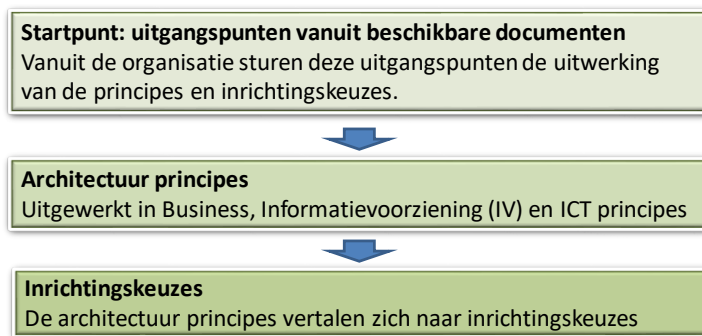 Startpunt: uitgangspunten vanuit beschikbare documenten
Vanuit de organisatie sturen deze uitgangspunten de uitwerking
van de principes en inrichtingskeuzes.
Architectuur principes
Uitgewerkt in Business, Informatievoorziening (IV) en ICT principes
Inrichtingskeuzes
De architectuur principes vertalen zich naar inrichtingskeuzes